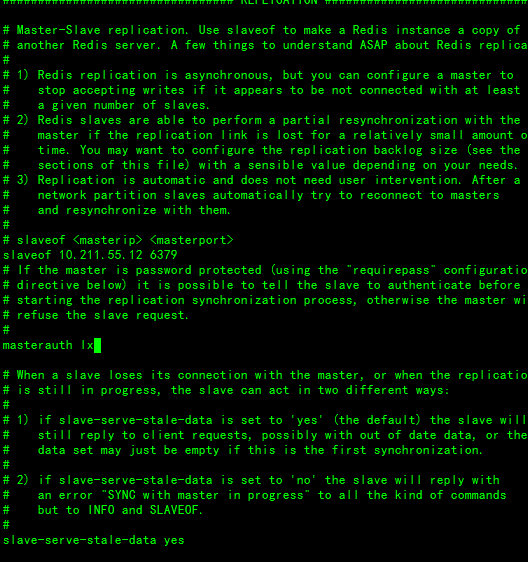 ############################### REPLICATION ###########################
# Master-Slave replication. Use slaveof to make a Redis instance a copy of
# another Redis server. A few things to understand ASAP about Redis replica
#
# 1) Redis replication is asynchronous, but you can configure a master to
#    stop accepting writes if it appears to be not connected with at least
#    a given number of slaves.
# 2) Redis slaves are able to perform a partial resynchronization with the
#    master if the replication link is lost for a relatively small amount o
#    time. You may want to configure the replication backlog size (see the
#    sections of this file) with a sensible value depending on your needs.
# 3) Replication is automatic and does not need user intervention. After a
#    network partition slaves automatically try to reconnect to masters
#    and resynchronize with them.
#
# slaveof <masterip> <masterport>
slaveof 10.211.55.12 6379
# If the master is password protected (using the "requirepass" configuratio
# directive below) it is possible to tell the slave to authenticate before
# starting the replication synchronization process, otherwise the master wi
# refuse the slave request.
#
masterauth lx
# When a slave loses its connection with the master, or when the replicatio
# is still in progress, the slave can act in two different ways:
#
# 1) if slave-serve-stale-data is set to 'yes' (the default) the slave will
#    still reply to client requests, possibly with out of date data, or the
#    data set may just be empty if this is the first synchronization.
#
# 2) if slave-serve-stale-data is set to 'no' the slave will reply with
#    an error "SYNC with master in progress" to all the kind of commands
#    but to INFO and SLAVEOF.
#
slave-serve-stale-data yes